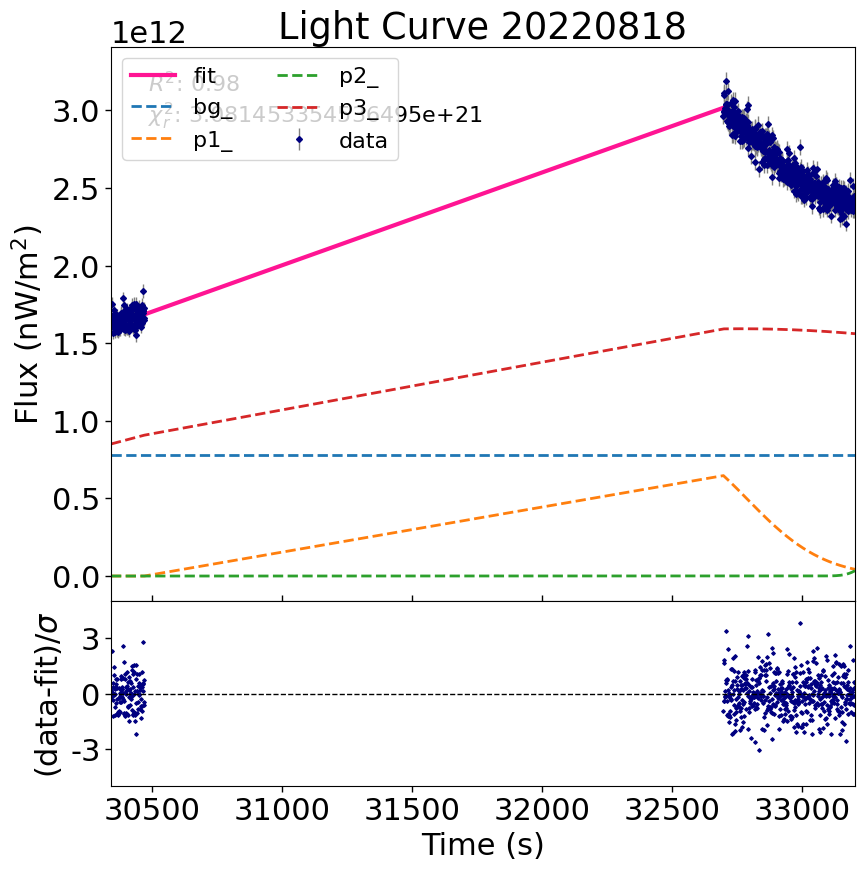 Light Curve 20220818
1e12
fit
bg_
p1_
p2_
p3_
data
R²: 0.98
3.0
2.5
2.0
1.5
1.0
0.5
0.0
Flux (nW/m²)
3
0
-3
(data-fit)/σ
30500 31000 31500 32000 32500 33000
Time (s)